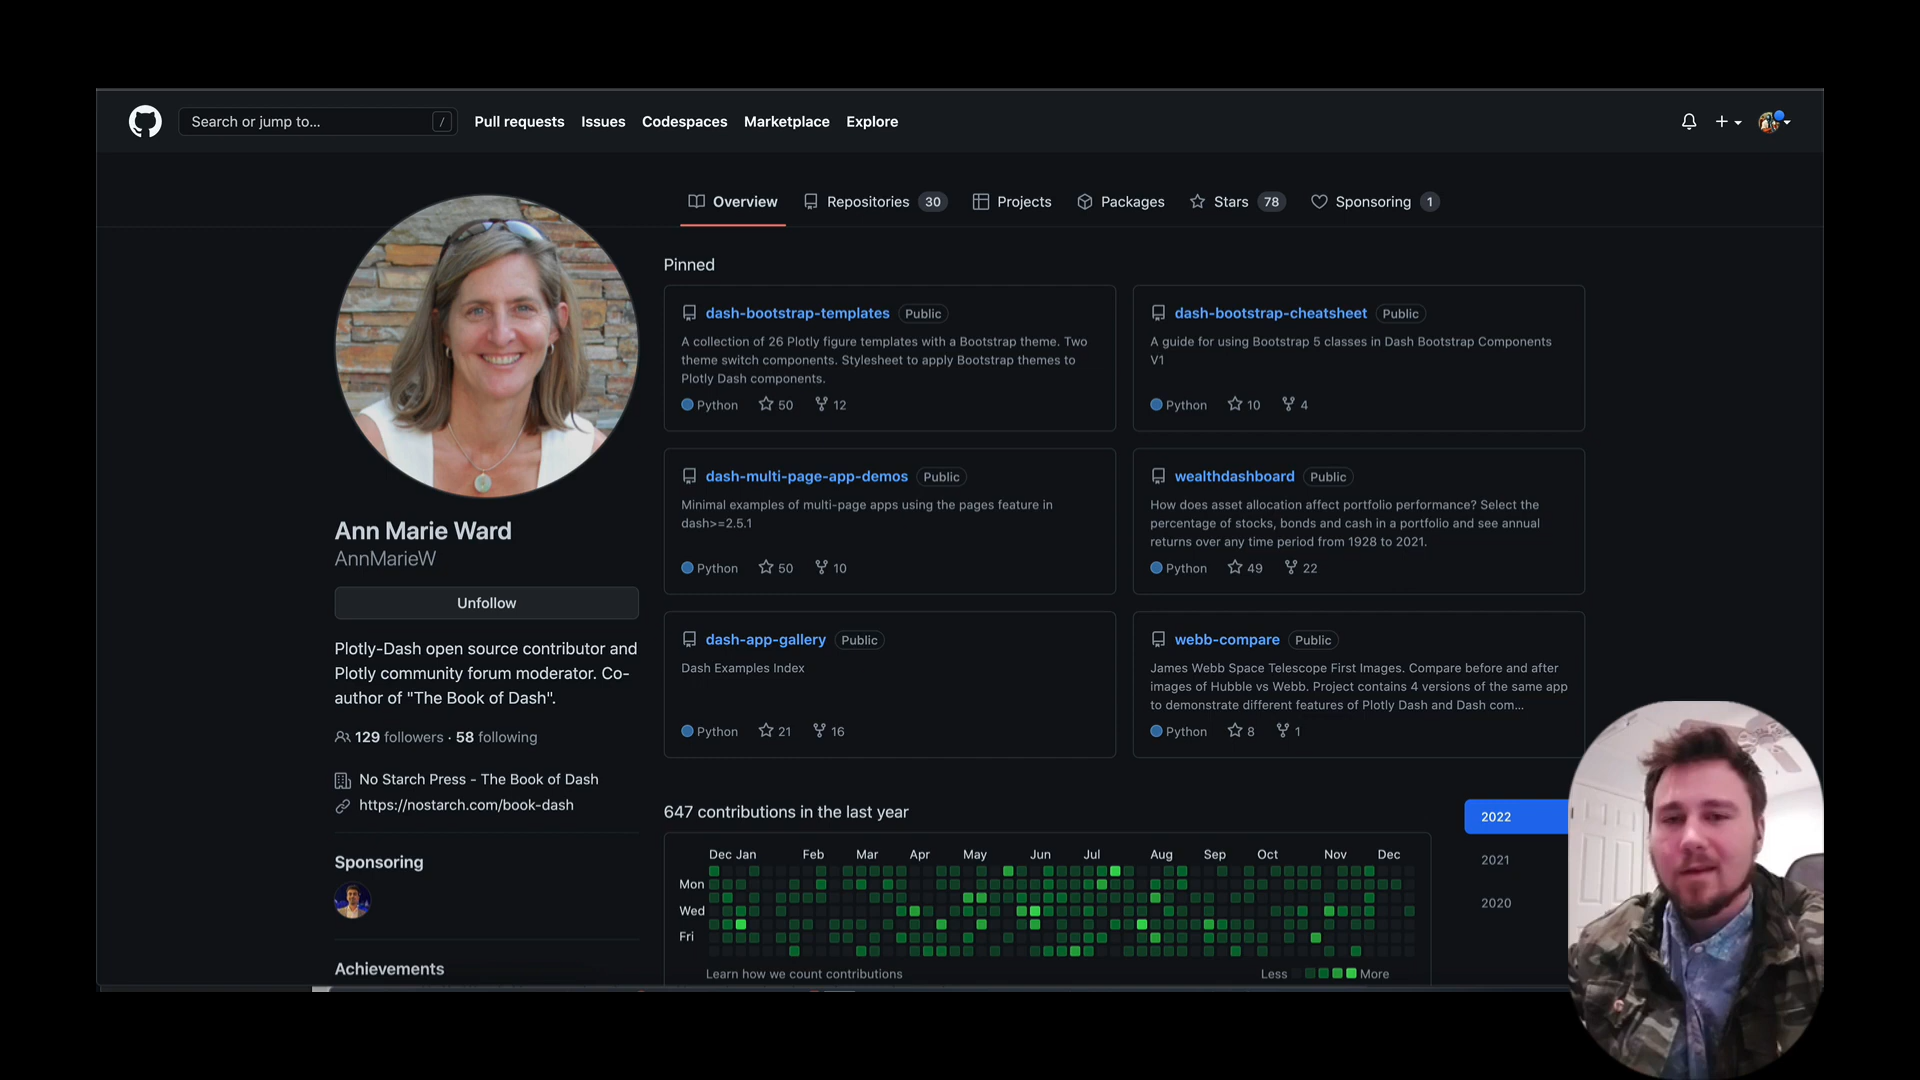 Search or jump to...
/
Pull requests
Issues
Codespaces
Marketplace
Explore
Overview
Repositories 30
Projects
Packages
Stars 78
Sponsoring 1
Ann Marie Ward
AnnMarieW
Unfollow
Plotly-Dash open source contributor and
Plotly community forum moderator. Co-
author of "The Book of Dash".
129 followers · 58 following
No Starch Press - The Book of Dash
https://nostarch.com/book-dash
Sponsoring
Achievements
Pinned
dash-bootstrap-templates Public
A collection of 26 Plotly figure templates with a Bootstrap theme. Two
theme switch components. Stylesheet to apply Bootstrap themes to
Plotly Dash components.
Python 50 12
dash-bootstrap-cheatsheet Public
A guide for using Bootstrap 5 classes in Dash Bootstrap Components
V1
Python 10 4
dash-multi-page-app-demos Public
Minimal examples of multi-page apps using the pages feature in
dash>=2.5.1
Python 50 10
wealthdashboard Public
How does asset allocation affect portfolio performance? Select the
percentage of stocks, bonds and cash in a portfolio and see annual
returns over any time period from 1928 to 2021.
Python 49 22
dash-app-gallery Public
Dash Examples Index
Python 21 16
webb-compare Public
James Webb Space Telescope First Images. Compare before and after
images of Hubble vs Webb. Project contains 4 versions of the same app
to demonstrate different features of Plotly Dash and Dash com...
Python 8 1
647 contributions in the last year
Dec Jan Feb Mar Apr May Jun Jul Aug Sep Oct Nov Dec
Mon
Wed
Fri
Learn how we count contributions
Less More
2022
2021
2020